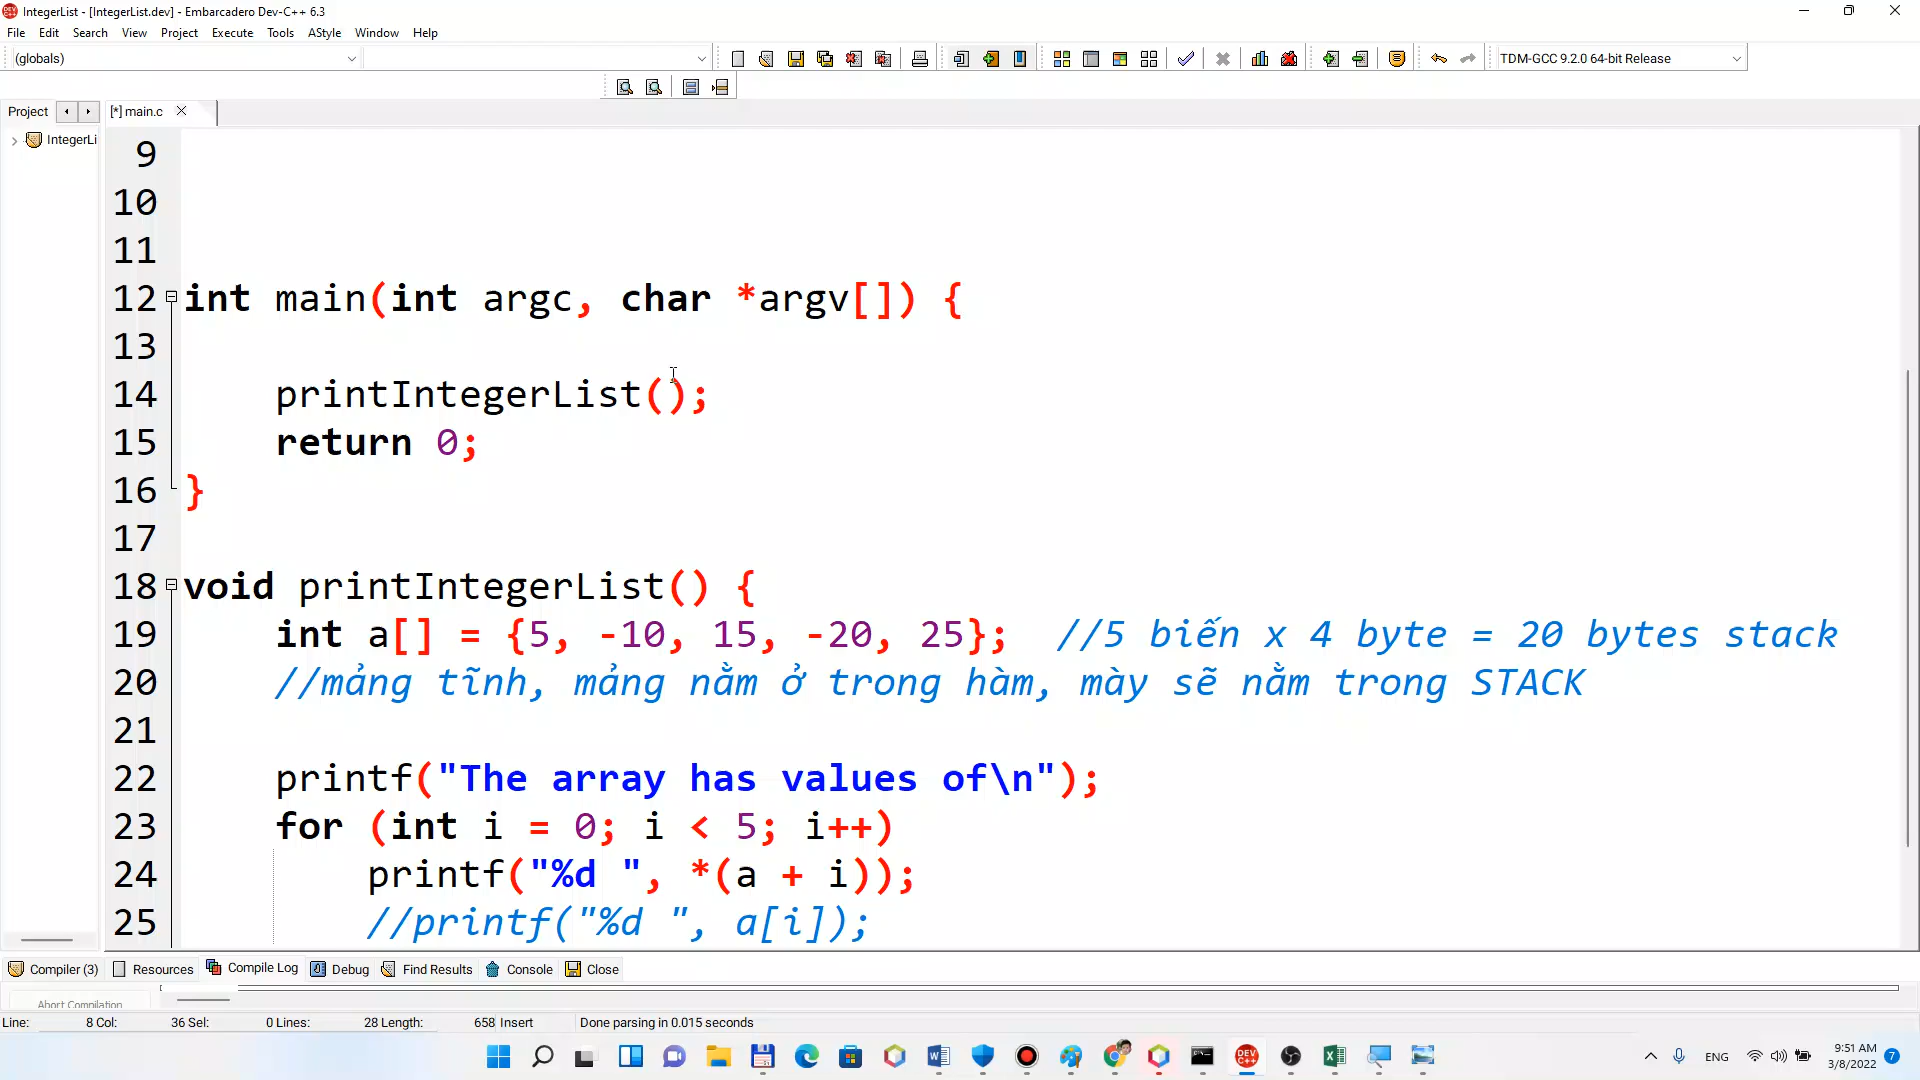 IntegerList - [IntegerList.dev] - Embarcadero Dev-C++ 6.3
File Edit Search View Project Execute Tools AStyle Window Help
(globals)
TDM-GCC 9.2.0 64-bit Release
Project
[*] main.c
IntegerLi
9
10
11
12 int main(int argc, char *argv[]) {
13
14 printIntegerList();
15 return 0;
16 }
17
18 void printIntegerList() {
19 int a[] = {5, -10, 15, -20, 25}; //5 biến x 4 byte = 20 bytes stack
20 //mảng tĩnh, mảng nằm ở trong hàm, mày sẽ nằm trong STACK
21
22 printf("The array has values of\n");
23 for (int i = 0; i < 5; i++)
24 printf("%d ", *(a + i));
25 //printf("%d ", a[i]);
Compiler (3) Resources Compile Log Debug Find Results Console Close
Abort Compilation
Line: 8 Col: 36 Sel: 0 Lines: 28 Length: 658 Insert Done parsing in 0.015 seconds
DEV C++
ENG
9:51 AM
3/8/2022
7